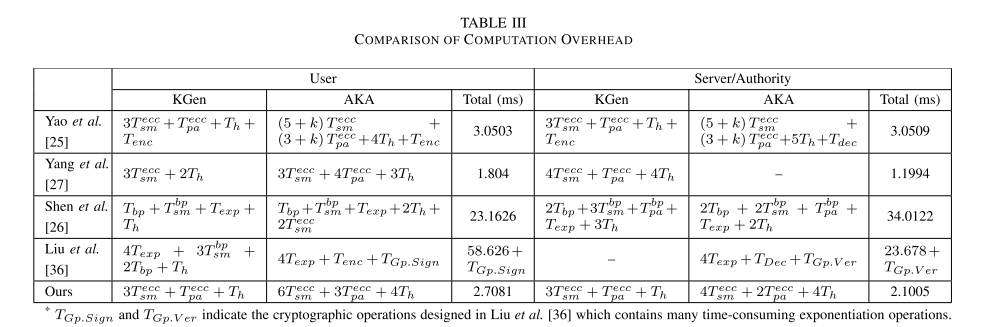 TABLE III
COMPARISON OF COMPUTATION OVERHEAD
User Server/Authority
KGen AKA Total (ms) KGen AKA Total (ms)
Yao et al. [25] 3T_{sm}^{ecc} + T_{pa}^{ecc} + T_h + T_{enc} (5 + k) T_{sm}^{ecc} + (3 + k) T_{pa}^{ecc} + 4T_h + T_{enc} 3.0503 3T_{sm}^{ecc} + T_{pa}^{ecc} + T_h + T_{enc} (5 + k) T_{sm}^{ecc} + (3 + k) T_{pa}^{ecc} + 5T_h + T_{dec} 3.0509
Yang et al. [27] 3T_{sm}^{ecc} + 2T_h 3T_{sm}^{ecc} + 4T_{pa}^{ecc} + 3T_h 1.804 4T_{sm}^{ecc} + T_{pa}^{ecc} + 4T_h – 1.1994
Shen et al. [26] T_{bp} + T_{sm}^{bp} + T_{exp} + T_h T_{bp} + T_{sm}^{bp} + T_{exp} + 2T_h + 2T_{sm}^{ecc} 23.1626 2T_{bp} + 3T_{sm}^{bp} + T_{pa}^{bp} + T_{exp} + 3T_h 2T_{bp} + 2T_{sm}^{bp} + T_{pa}^{bp} + T_{exp} + 2T_h 34.0122
Liu et al. [36] 4T_{exp} + 3T_{sm}^{bp} + 2T_{bp} + T_h 4T_{exp} + T_{enc} + T_{Gp.Sign} 58.626 + T_{Gp.Sign} – 4T_{exp} + T_{Dec} + T_{Gp.Ver} 23.678 + T_{Gp.Ver}
Ours 3T_{sm}^{ecc} + T_{pa}^{ecc} + T_h 6T_{sm}^{ecc} + 3T_{pa}^{ecc} + 4T_h 2.7081 3T_{sm}^{ecc} + T_{pa}^{ecc} + T_h 4T_{sm}^{ecc} + 2T_{pa}^{ecc} + 4T_h 2.1005
* T_{Gp.Sign} and T_{Gp.Ver} indicate the cryptographic operations designed in Liu et al. [36] which contains many time-consuming exponentiation operations.